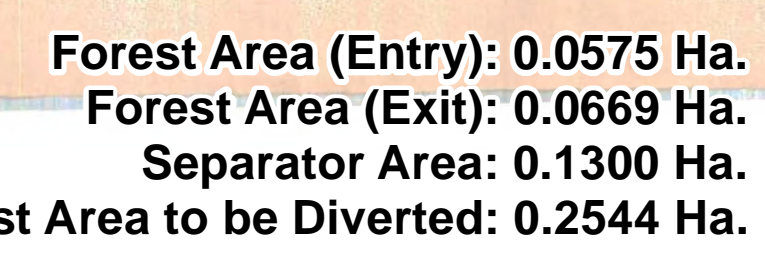 Forest Area (Entry): 0.0575 Ha.
Forest Area (Exit): 0.0669 Ha.
Separator Area: 0.1300 Ha.
st Area to be Diverted: 0.2544 Ha.